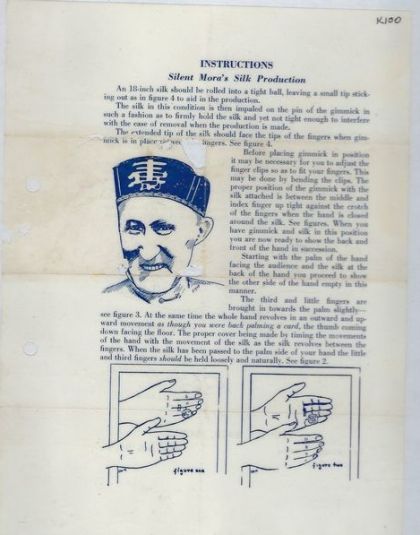 K100
INSTRUCTIONS
Silent Mora's Silk Production
An 18-inch silk should be rolled into a tight ball, leaving a small tip stick-
ing out as in figure 4 to aid in the production.
The silk in this condition is then impaled on the pin of the gimmick in
such a fashion as to firmly hold the silk and yet not tight enough to interfere
with the case of removal when the production is made.
The extended tip of the silk should face the tips of the fingers when gim-
mick is in place fingers. See figure 4.
Before placing gimmick in position
it may be necessary for you to adjust the
finger clips so as to fit your fingers. This
may be done by bending the clips. The
proper position of the gimmick with the
silk attached is between the middle and
index finger up tight against the crotch
of the fingers when the hand is closed
around the silk. See figures. When you
have gimmick and silk in this position
you are now ready to show the back and
front of the hand in succession.
Starting with the palm of the hand
facing the audience and the silk at the
back of the hand you proceed to show
the other side of the hand empty in this
manner.
The third and little fingers are
brought in towards the palm slightly—
see figure 3. At the same time the whole hand revolves in an outward and up-
ward movement as though you were back palming a card, the thumb coming
down facing the floor. The proper cover being made by timing the movements
of the hand with the movement of the silk as the silk revolves between the
fingers. When the silk has been passed to the palm side of your hand the little
and third fingers should be held loosely and naturally. See figure 2.
壽
figure one
figure two